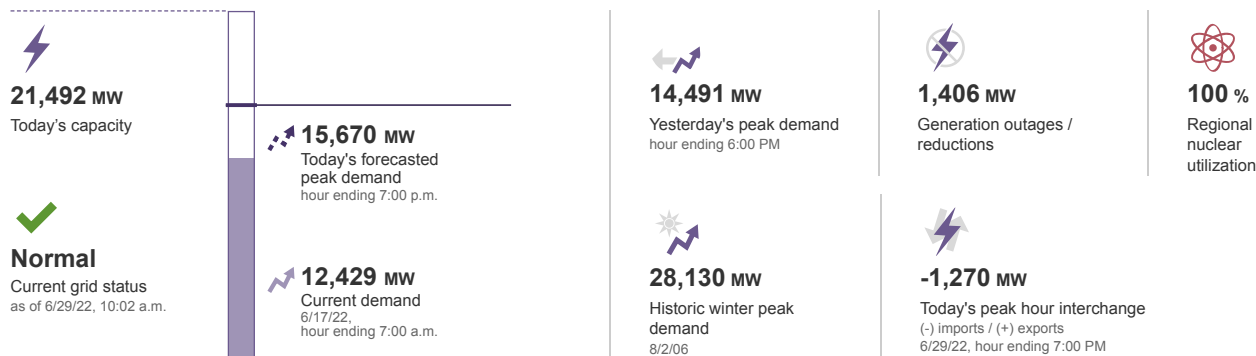 21,492 MW
Today's capacity
Normal
Current grid status
as of 6/29/22, 10:02 a.m.
15,670 MW
Today's forecasted
peak demand
hour ending 7:00 p.m.
12,429 MW
Current demand
6/17/22,
hour ending 7:00 a.m.
14,491 MW
Yesterday's peak demand
hour ending 6:00 PM
1,406 MW
Generation outages /
reductions
100 %
Regional
nuclear
utilization
28,130 MW
Historic winter peak
demand
8/2/06
-1,270 MW
Today's peak hour interchange
(-) imports / (+) exports
6/29/22, hour ending 7:00 PM